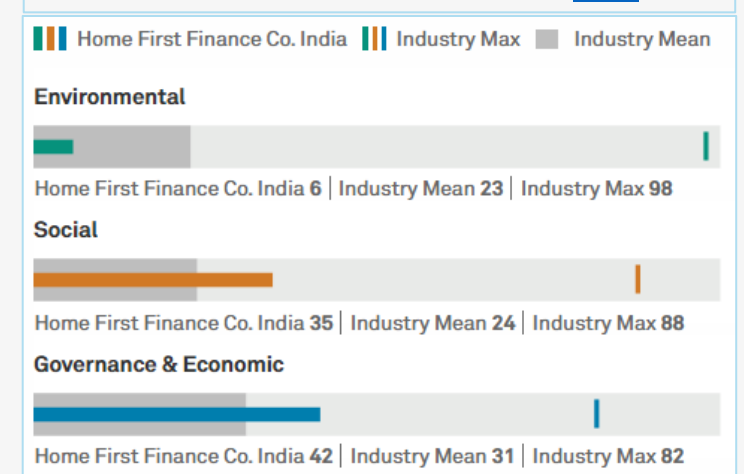 Home First Finance Co. India Industry Max Industry Mean
Environmental
Home First Finance Co. India 6 | Industry Mean 23 | Industry Max 98
Social
Home First Finance Co. India 35 | Industry Mean 24 | Industry Max 88
Governance & Economic
Home First Finance Co. India 42 | Industry Mean 31 | Industry Max 82